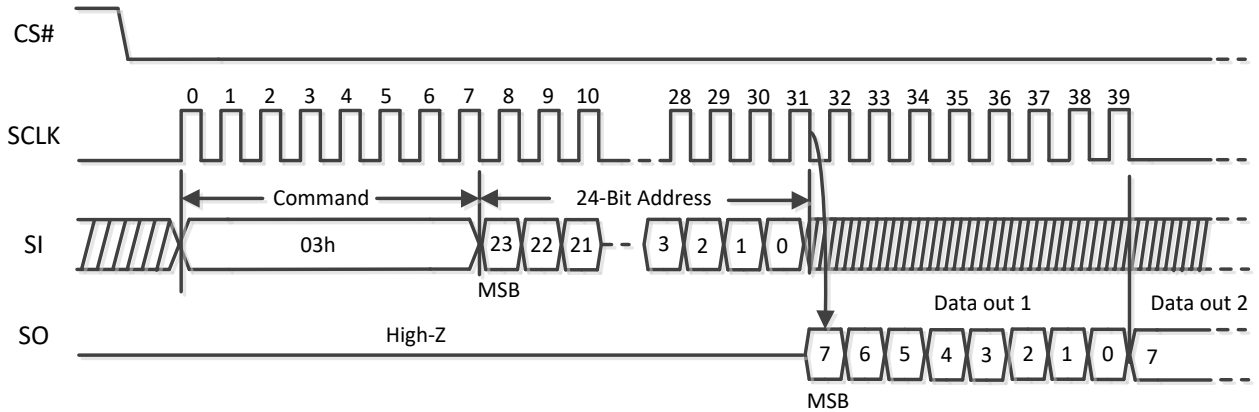 CS#
0 1 2 3 4 5 6 7 8 9 10 28 29 30 31 32 33 34 35 36 37 38 39
SCLK
Command 24-Bit Address
SI 03h 23 22 21 3 2 1 0
MSB
Data out 1 Data out 2
SO High-Z 7 6 5 4 3 2 1 0 7
MSB